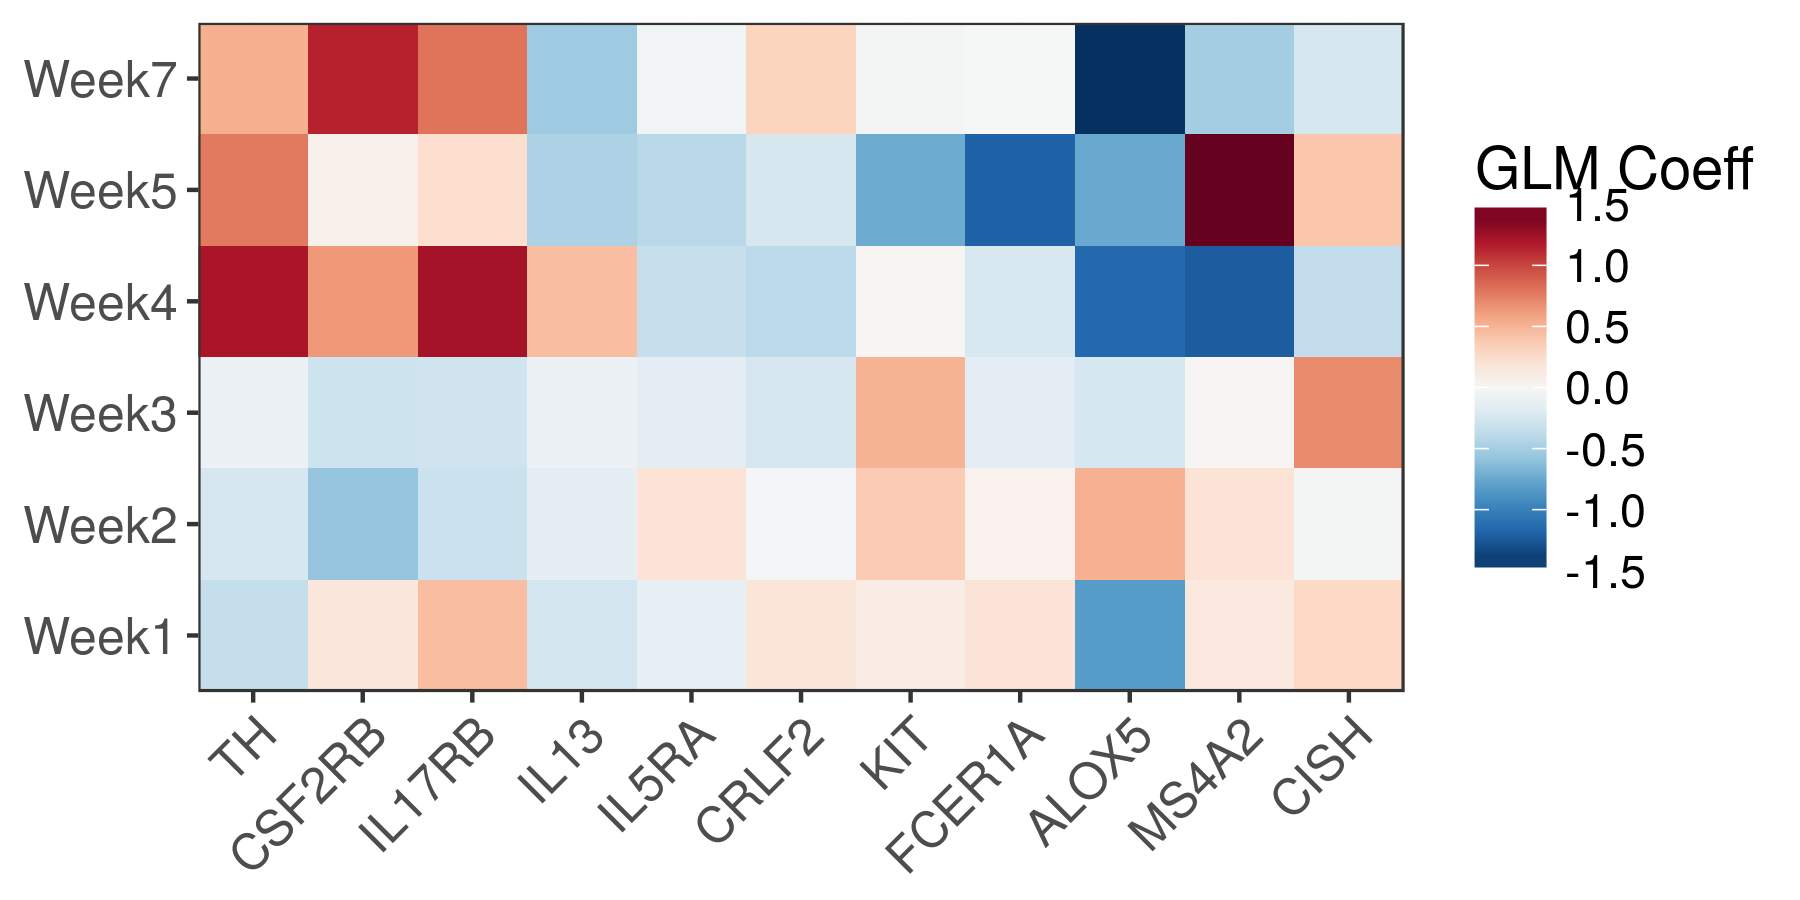 Week7
Week5
Week4
Week3
Week2
Week1
TH
CSF2RB
IL17RB
IL13
IL5RA
CRLF2
KIT
FCER1A
ALOX5
MS4A2
CISH
GLM Coeff
1.5
1.0
0.5
0.0
-0.5
-1.0
-1.5